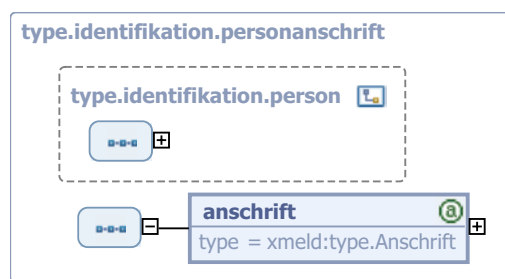 type.identifikation.personanschrift
type.identifikation.person
anschrift
type = xmeld:type.Anschrift